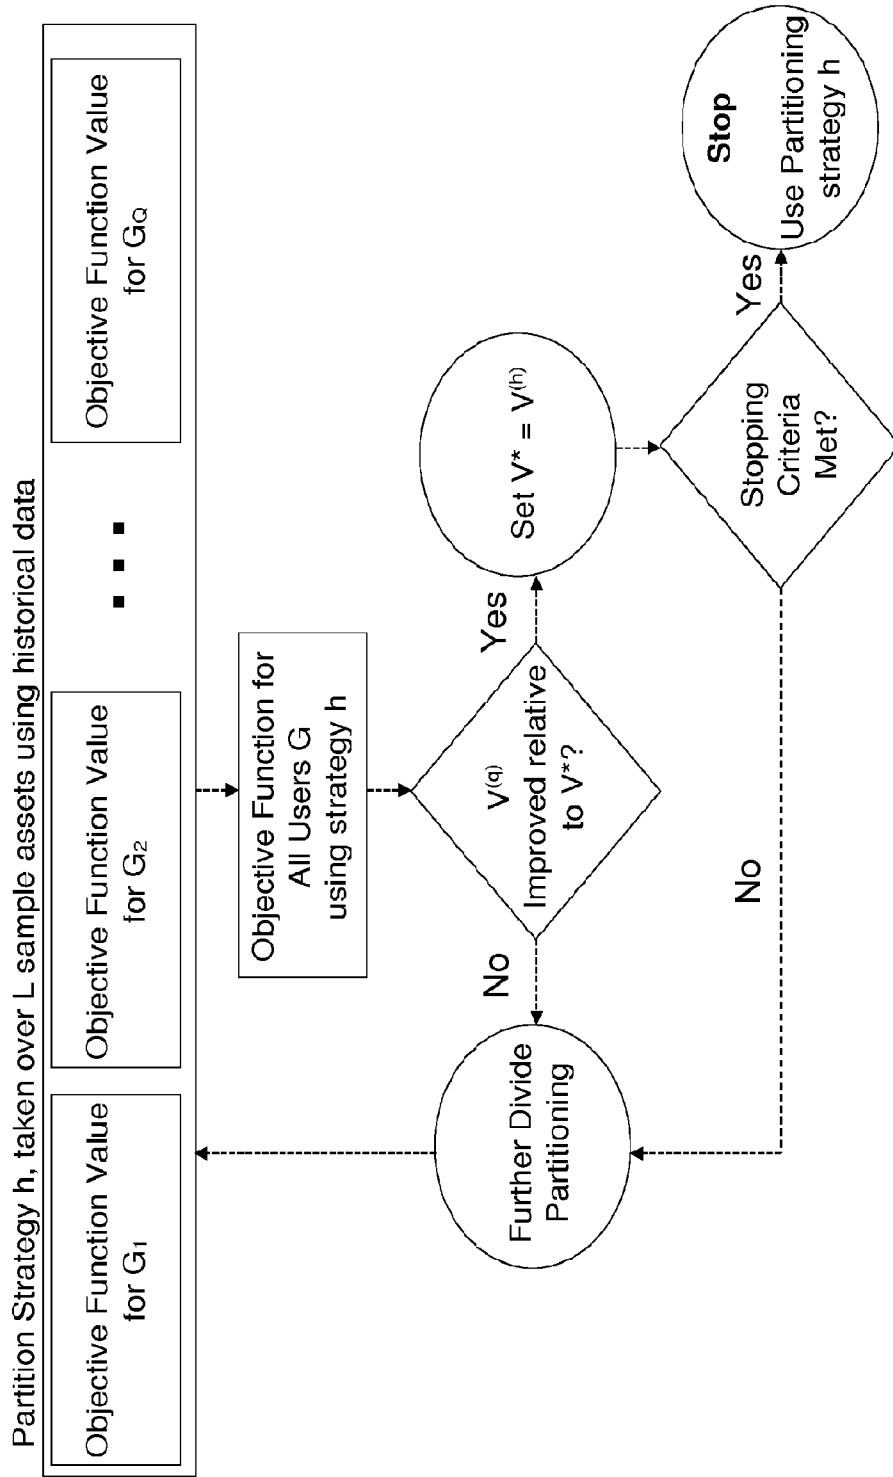 Partition Strategy h, taken over L sample assets using historical data
Objective Function Value
for G1
Objective Function Value
for G2
Objective Function Value
for GQ
Objective Function for
All Users G
using strategy h
V(q)
Improved relative
to V*?
No
Yes
Further Divide
Partitioning
Set V* = V(h)
Stopping
Criteria
Met?
No
Yes
Stop
Use Partitioning
strategy h